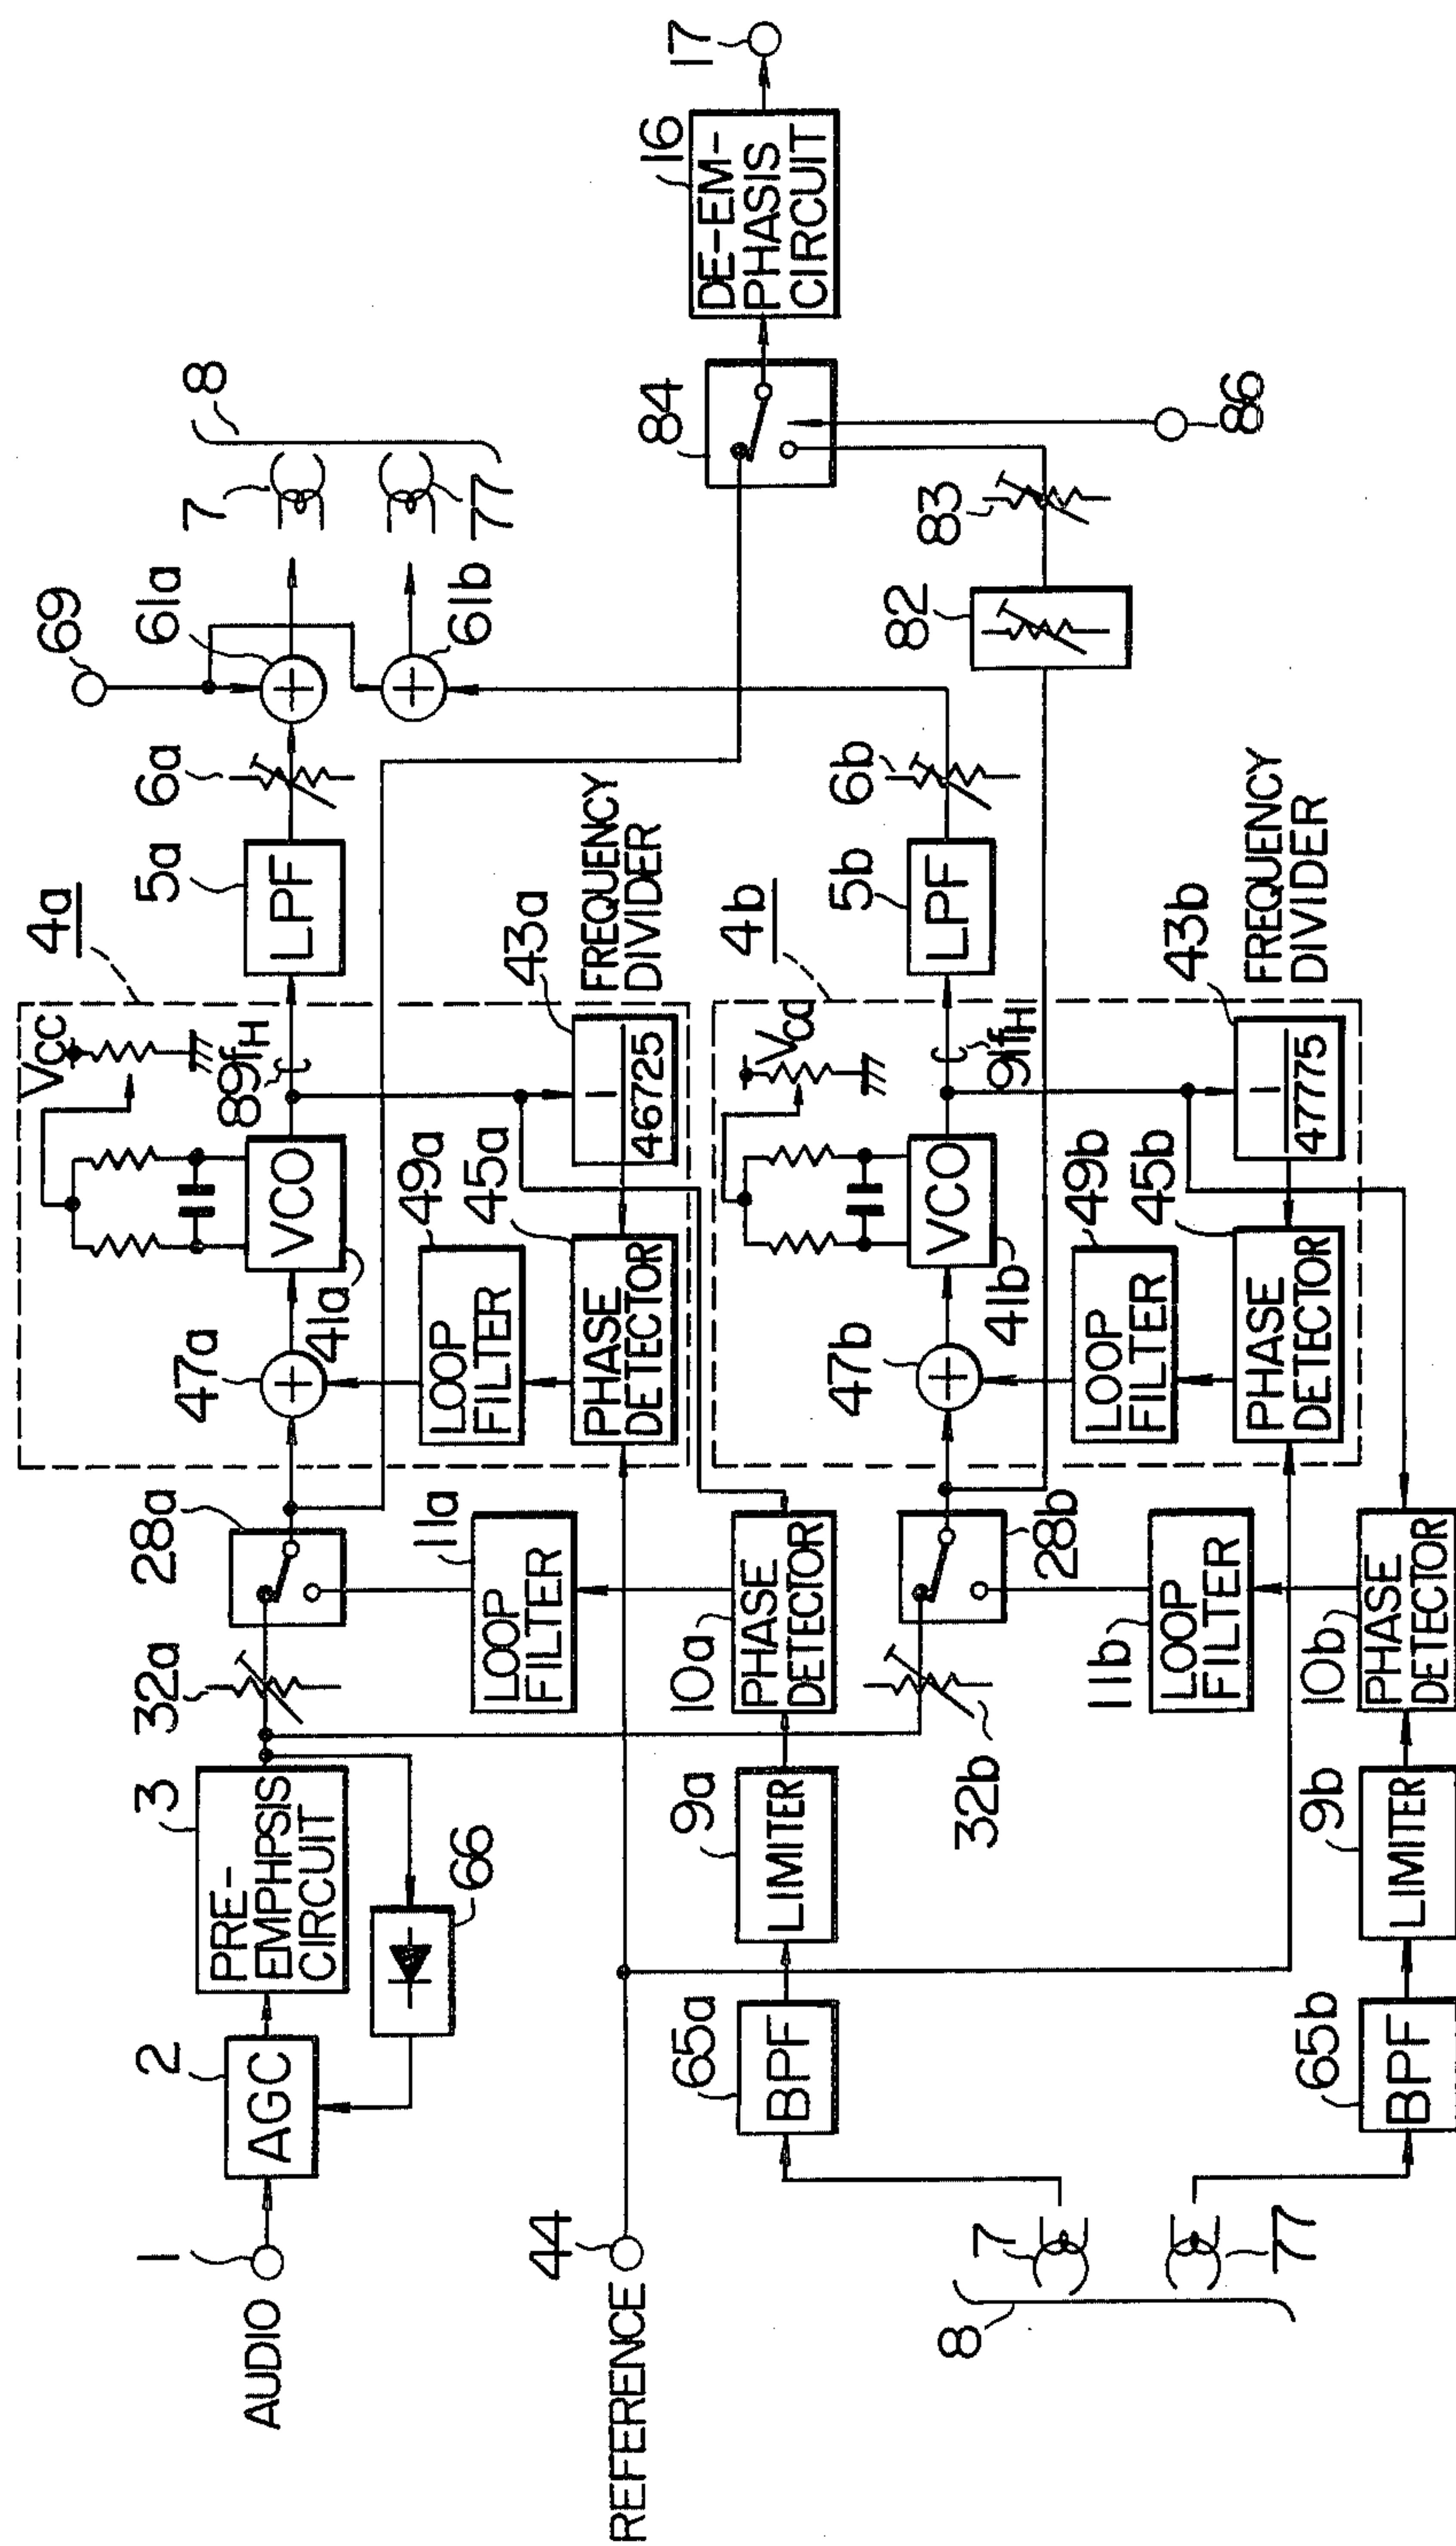 AUDIO
1
2
AGC
3
PRE-
EMPHPSIS
CIRCUIT
66
32a
28a
47a
4a
41a
VCO
VCC
89fH
5a
LPF
6a
69
61a
61b
7
77
8
11a
LOOP
FILTER
49a
LOOP
FILTER
45a
PHASE
DETECTOR
43a
1
46725
FREQUENCY
DIVIDER
REFERENCE
44
65a
BPF
9a
LIMITER
10a
PHASE
DETECTOR
32b
28b
47b
4b
41b
VCO
91fH
5b
LPF
6b
82
83
84
86
16
DE-EM-
PHASIS
CIRCUIT
17
8
7
77
65b
BPF
9b
LIMITER
10b
PHASE
DETECTOR
11b
LOOP
FILTER
49b
LOOP
FILTER
45b
PHASE
DETECTOR
43b
1
47775
FREQUENCY
DIVIDER